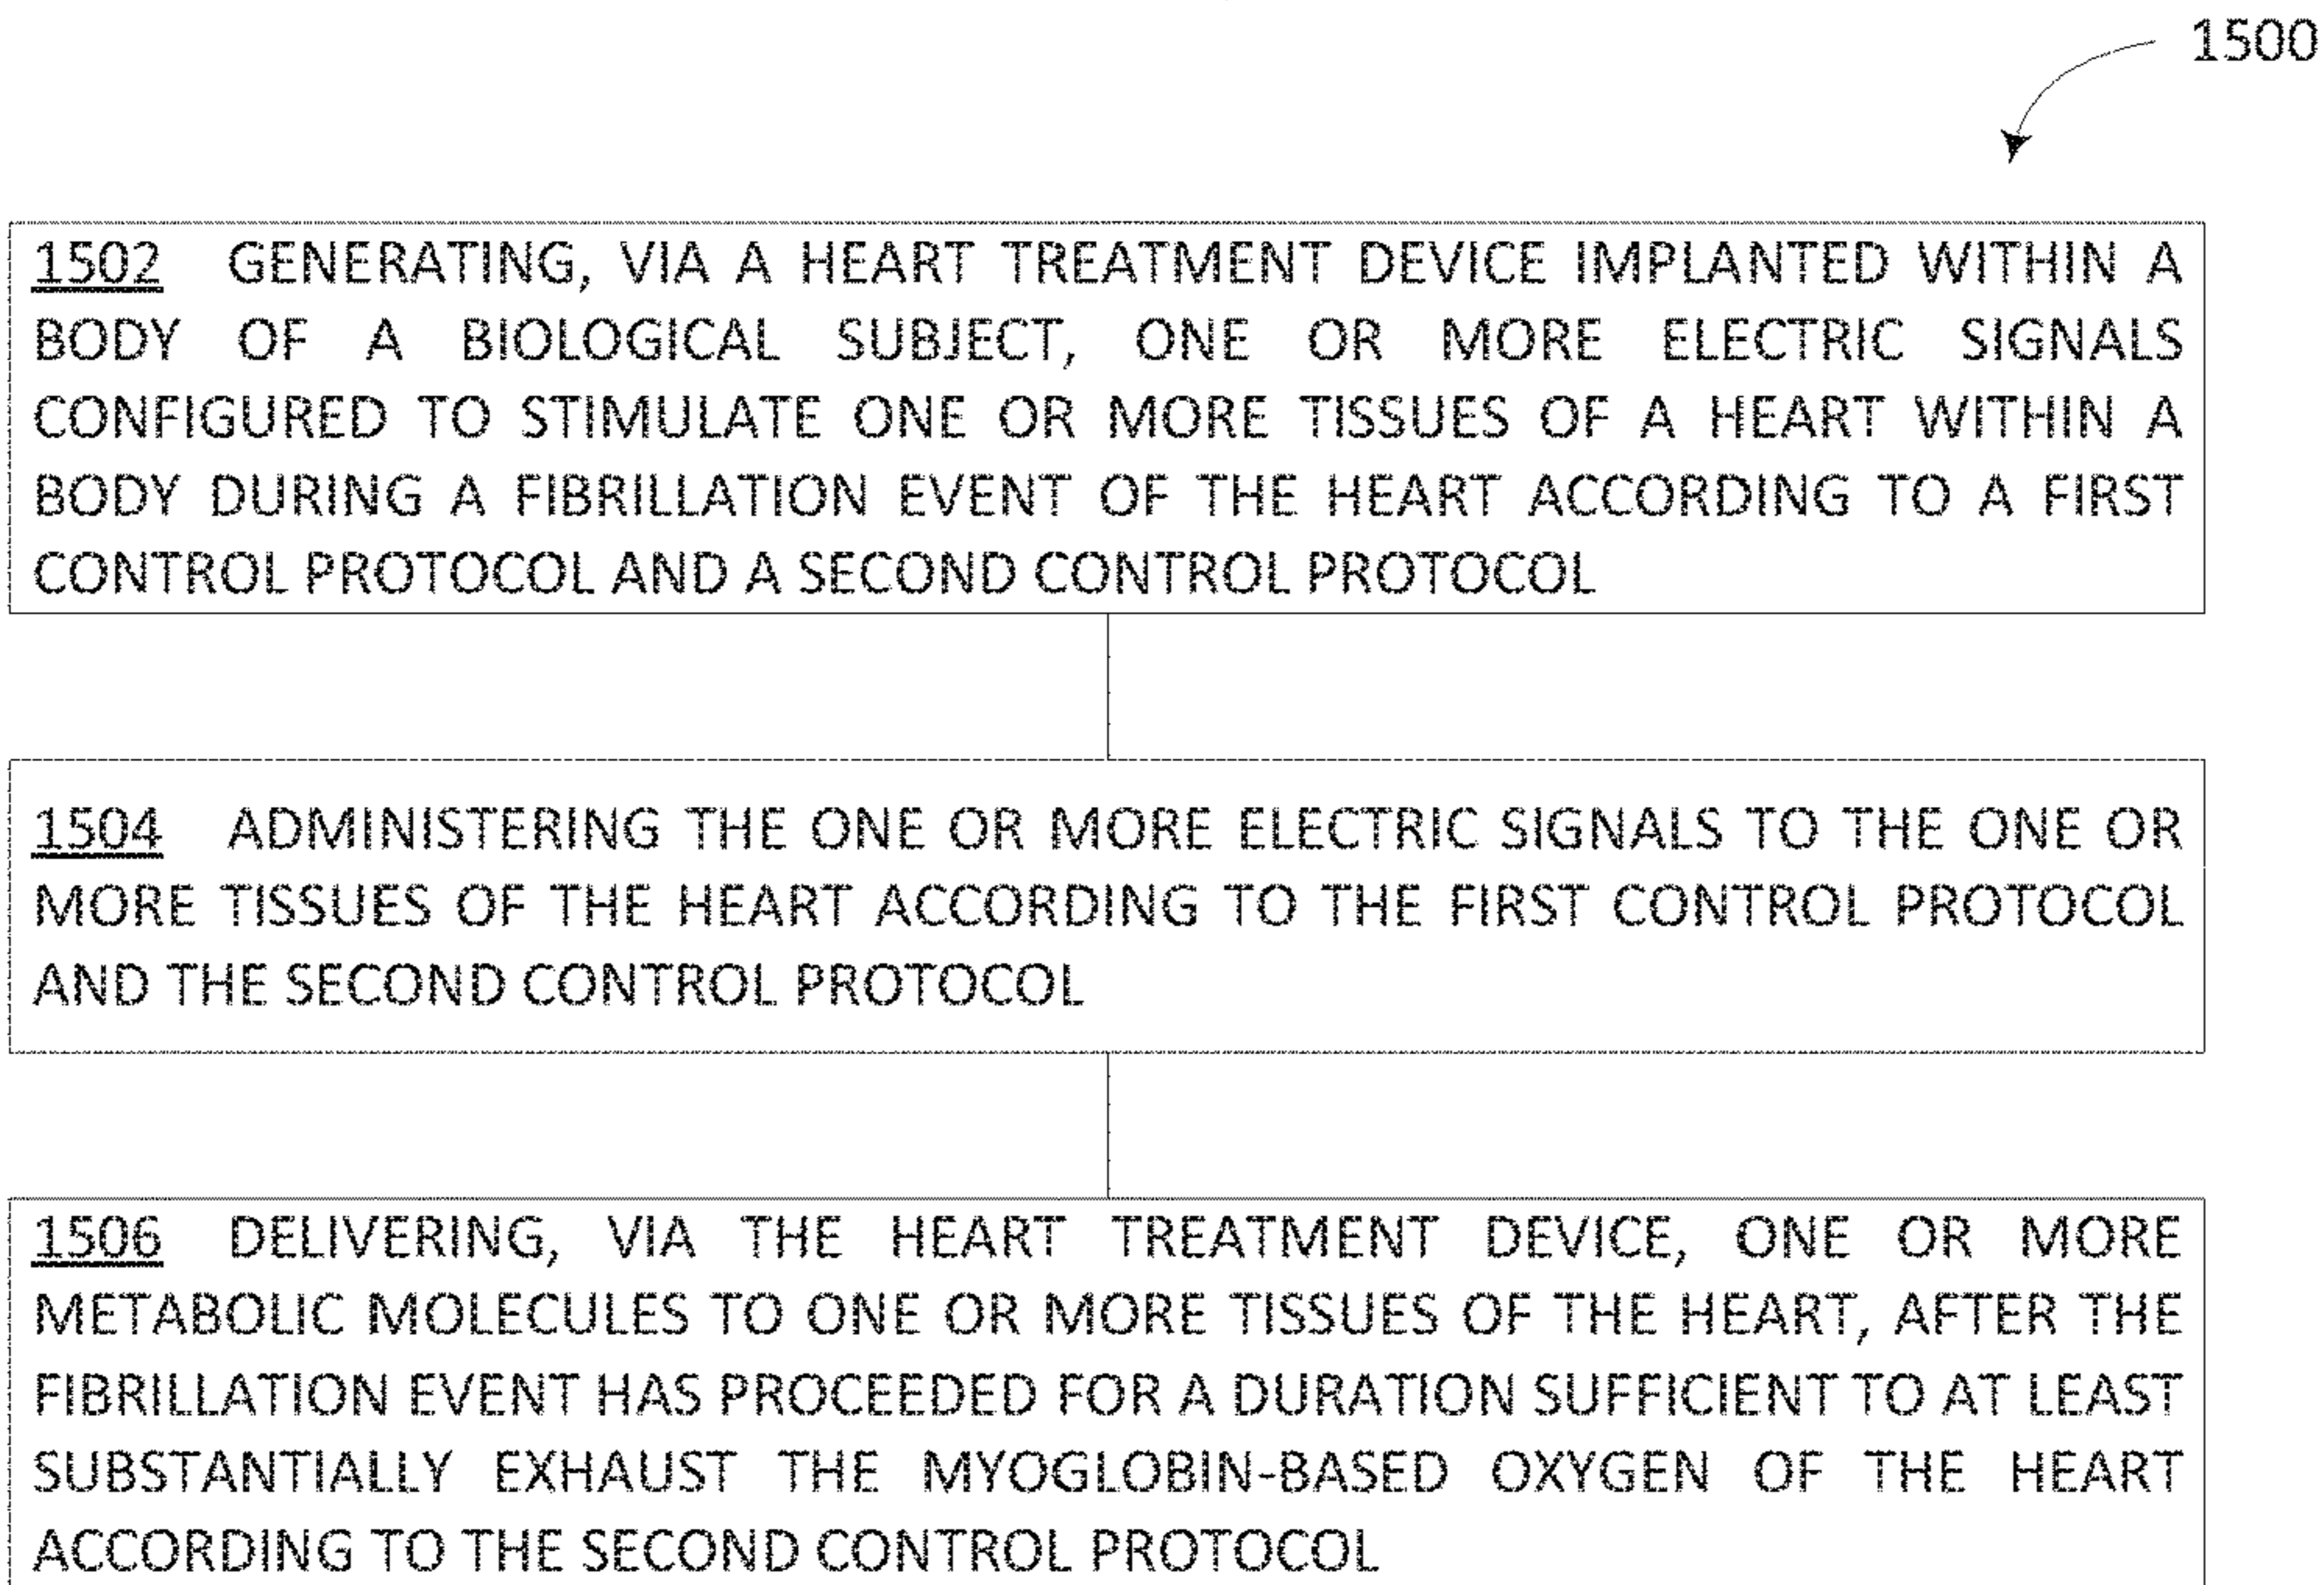 1500
1502 GENERATING, VIA A HEART TREATMENT DEVICE IMPLANTED WITHIN A
BODY OF A BIOLOGICAL SUBJECT, ONE OR MORE ELECTRIC SIGNALS
CONFIGURED TO STIMULATE ONE OR MORE TISSUES OF A HEART WITHIN A
BODY DURING A FIBRILLATION EVENT OF THE HEART ACCORDING TO A FIRST
CONTROL PROTOCOL AND A SECOND CONTROL PROTOCOL
1504 ADMINISTERING THE ONE OR MORE ELECTRIC SIGNALS TO THE ONE OR
MORE TISSUES OF THE HEART ACCORDING TO THE FIRST CONTROL PROTOCOL
AND THE SECOND CONTROL PROTOCOL
1506 DELIVERING, VIA THE HEART TREATMENT DEVICE, ONE OR MORE
METABOLIC MOLECULES TO ONE OR MORE TISSUES OF THE HEART, AFTER THE
FIBRILLATION EVENT HAS PROCEEDED FOR A DURATION SUFFICIENT TO AT LEAST
SUBSTANTIALLY EXHAUST THE MYOGLOBIN-BASED OXYGEN OF THE HEART
ACCORDING TO THE SECOND CONTROL PROTOCOL